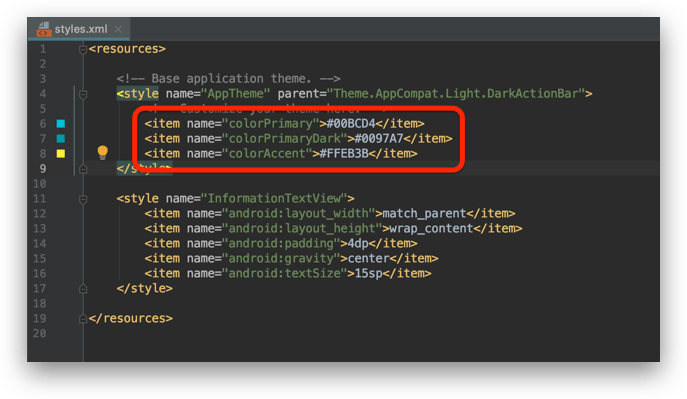 styles.xml
1 <resources>
2
3 <!-- Base application theme. -->
4 <style name="AppTheme" parent="Theme.AppCompat.Light.DarkActionBar">
5 Customize your theme here.
6 <item name="colorPrimary">#00BCD4</item>
7 <item name="colorPrimaryDark">#0097A7</item>
8 <item name="colorAccent">#FFEB3B</item>
9 </style>
10
11 <style name="InformationTextView">
12 <item name="android:layout_width">match_parent</item>
13 <item name="android:layout_height">wrap_content</item>
14 <item name="android:padding">4dp</item>
15 <item name="android:gravity">center</item>
16 <item name="android:textSize">15sp</item>
17 </style>
18
19 </resources>
20